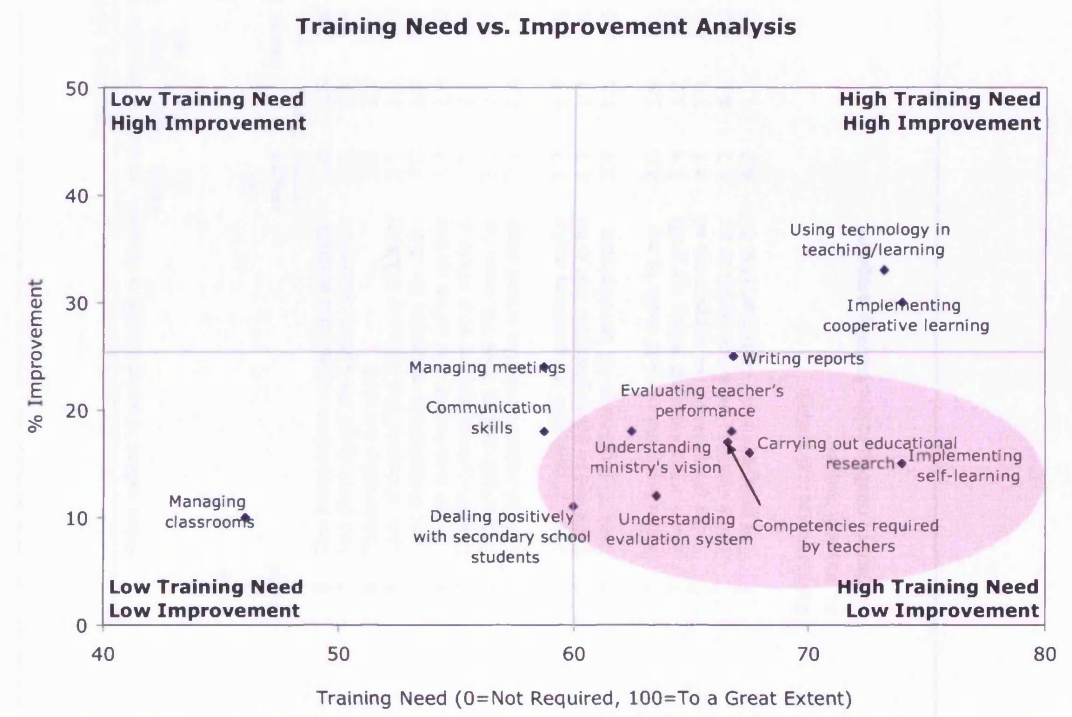 Training Need vs. Improvement Analysis
50
Low Training Need
High Improvement
High Training Need
High Improvement
40
Using technology in
teaching/learning
30
Implementing
cooperative learning
% Improvement
Managing meetings
Writing reports
Evaluating teacher's
performance
20
Communication
skills
Understanding
ministry's vision
Carrying out educational
research
Implementing
self-learning
Managing
classrooms
10
Dealing positively
with secondary school
students
Understanding
evaluation system
Competencies required
by teachers
Low Training Need
Low Improvement
High Training Need
Low Improvement
0
40
50
60
70
80
Training Need (0=Not Required, 100=To a Great Extent)